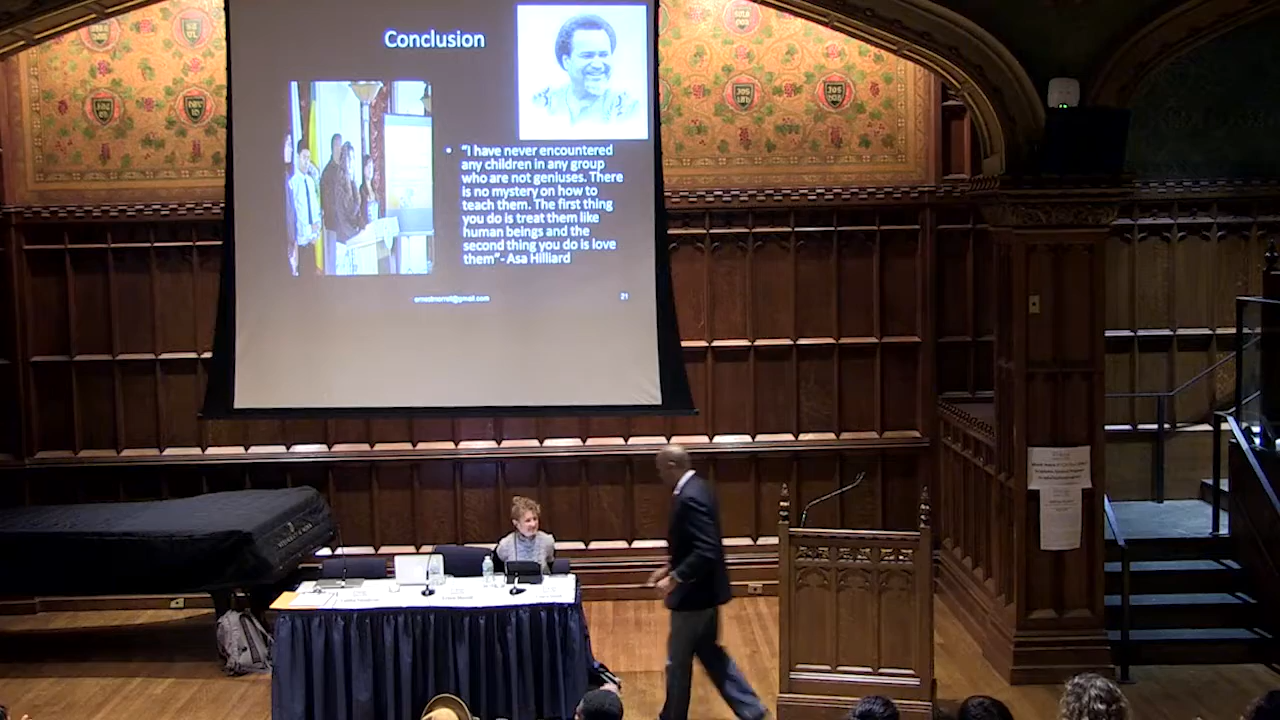 Conclusion
• "I have never encountered
any children in any group
who are not geniuses. There
is no mystery on how to
teach them. The first thing
you do is treat them like
human beings and the
second thing you do is love
them"- Asa Hilliard
21